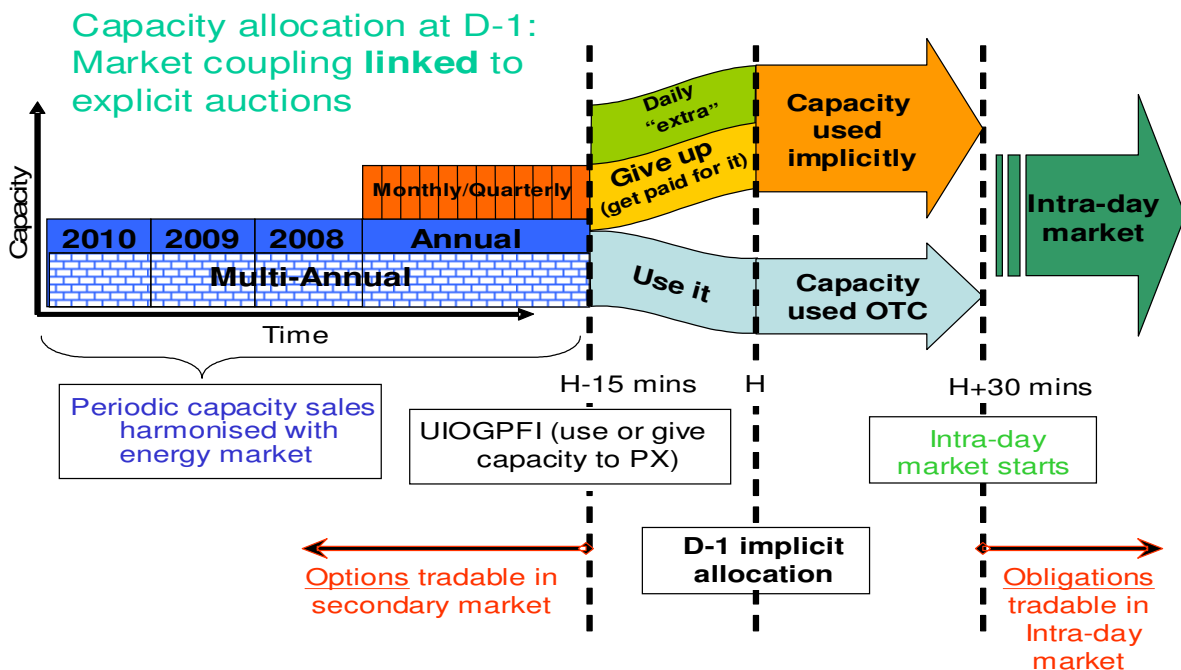 Capacity allocation at D-1:
Market coupling linked to
explicit auctions
Capacity
Monthly/Quarterly
2010
2009
2008
Annual
Multi-Annual
Time
Daily
“extra”
Give up
(get paid for it)
Use it
Capacity
used
implicitly
Capacity
used OTC
Intra-day
market
H-15 mins
H
H+30 mins
Periodic capacity sales
harmonised with
energy market
UIOGPFI (use or give
capacity to PX)
Intra-day
market starts
D-1 implicit
allocation
Options tradable in
secondary market
Obligations
tradable in
Intra-day
market